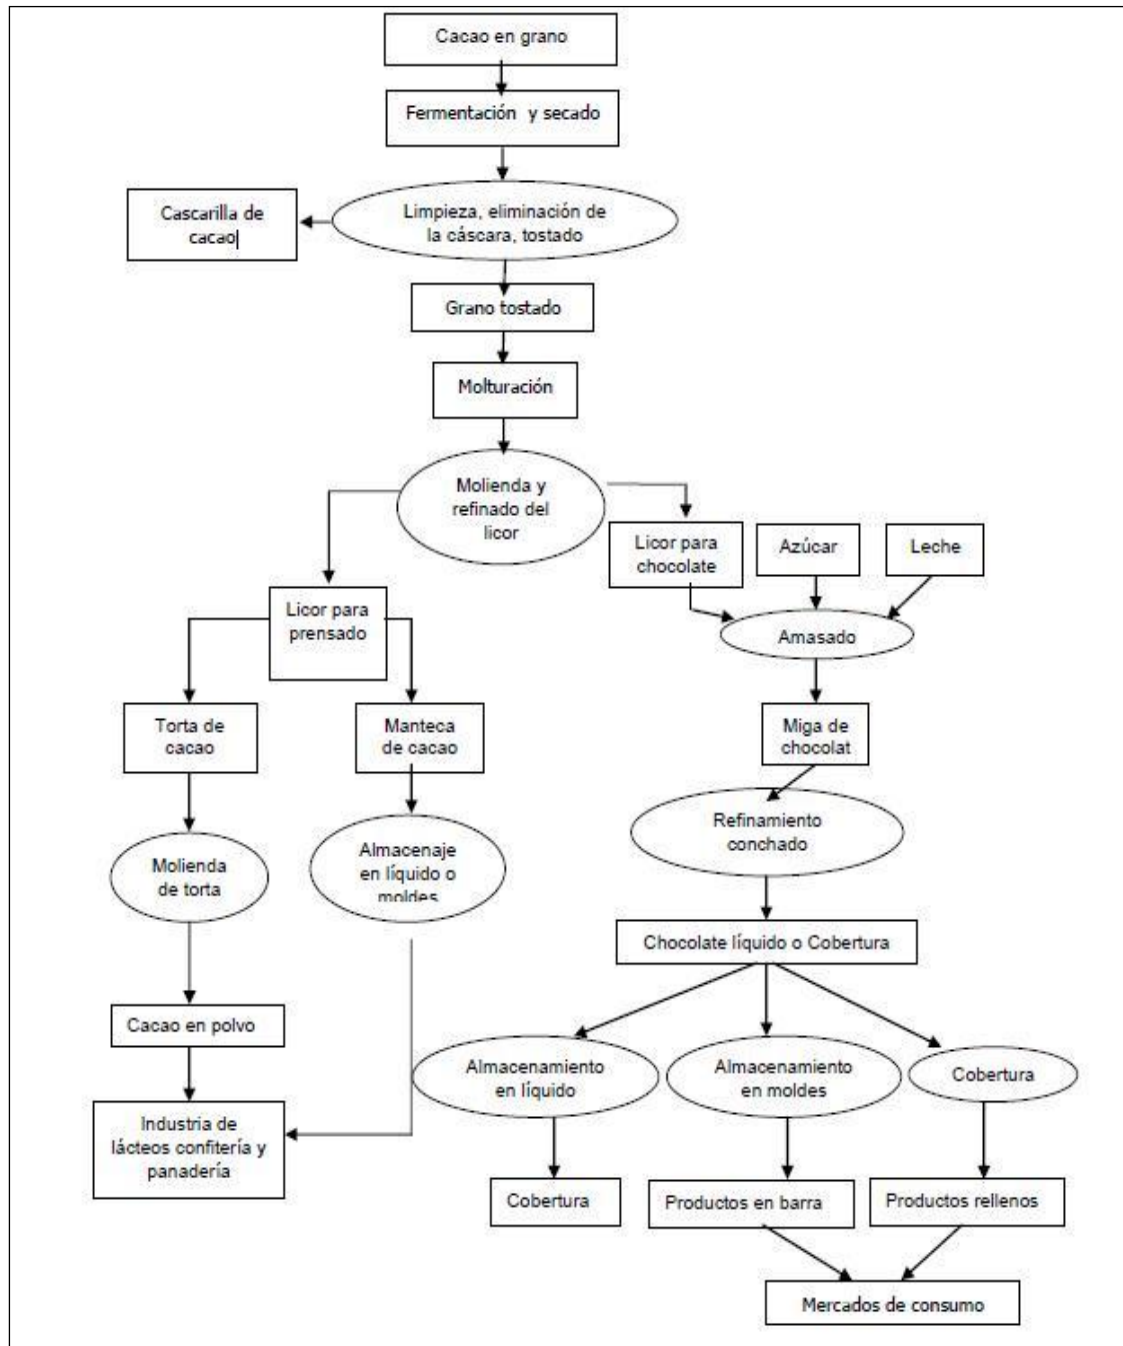 Cacao en grano
Fermentación y secado
Cascarilla de
cacao
Limpieza, eliminación de
la cáscara, tostado
Grano tostado
Molturación
Molienda y
refinado del
licor
Licor para
chocolate
Azúcar
Leche
Licor para
prensado
Amasado
Torta de
cacao
Manteca
de cacao
Miga de
chocolat
Refinamiento
conchado
Molienda
de torta
Almacenaje
en líquido o
moldes
Chocolate líquido o Cobertura
Cacao en polvo
Almacenamiento
en líquido
Almacenamiento
en moldes
Cobertura
Industria de
lácteos confitería y
panadería
Cobertura
Productos en barra
Productos rellenos
Mercados de consumo